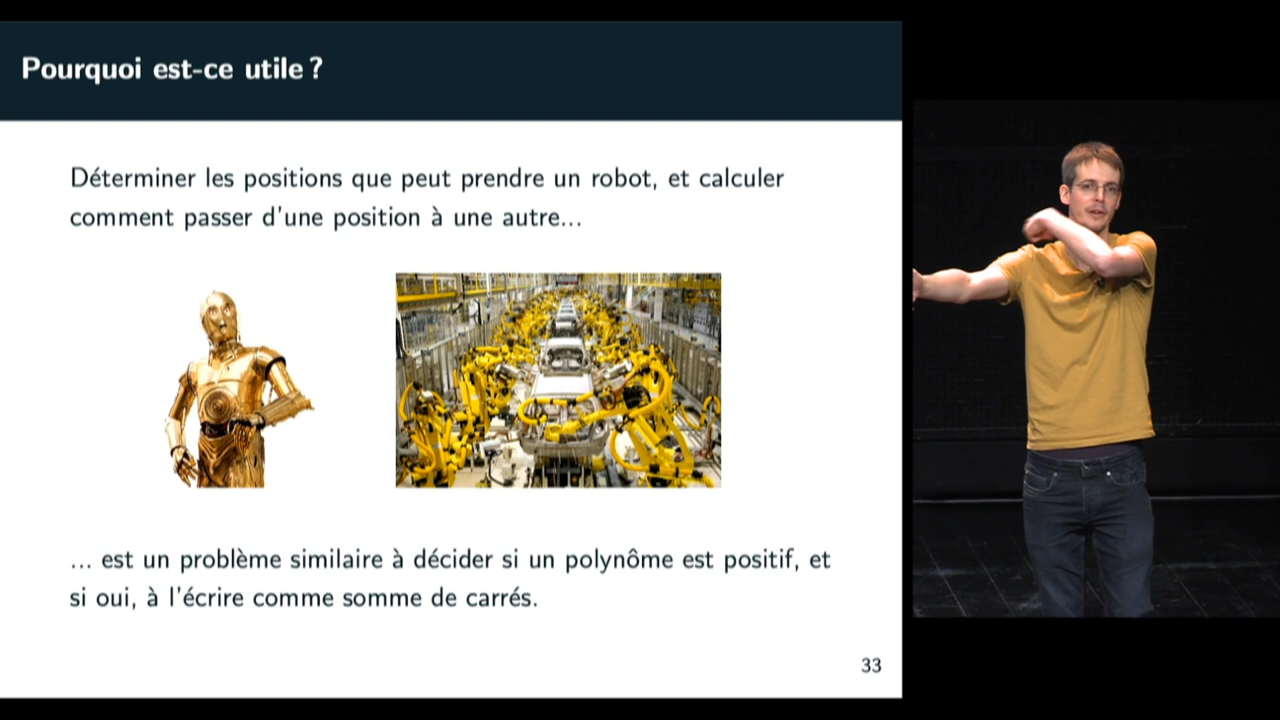 Pourquoi est-ce utile ?
Déterminer les positions que peut prendre un robot, et calculer
comment passer d'une position à une autre...
... est un problème similaire à décider si un polynôme est positif, et
si oui, à l'écrire comme somme de carrés.
33